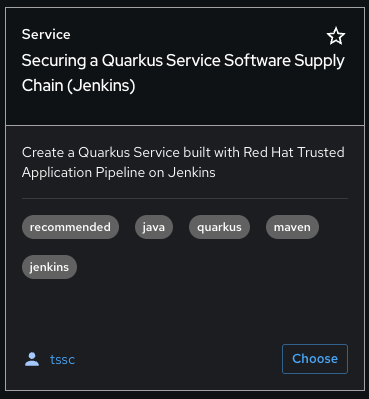 Service
Securing a Quarkus Service Software Supply
Chain (Jenkins)
Create a Quarkus Service built with Red Hat Trusted
Application Pipeline on Jenkins
recommended java quarkus maven
jenkins
tssc Choose